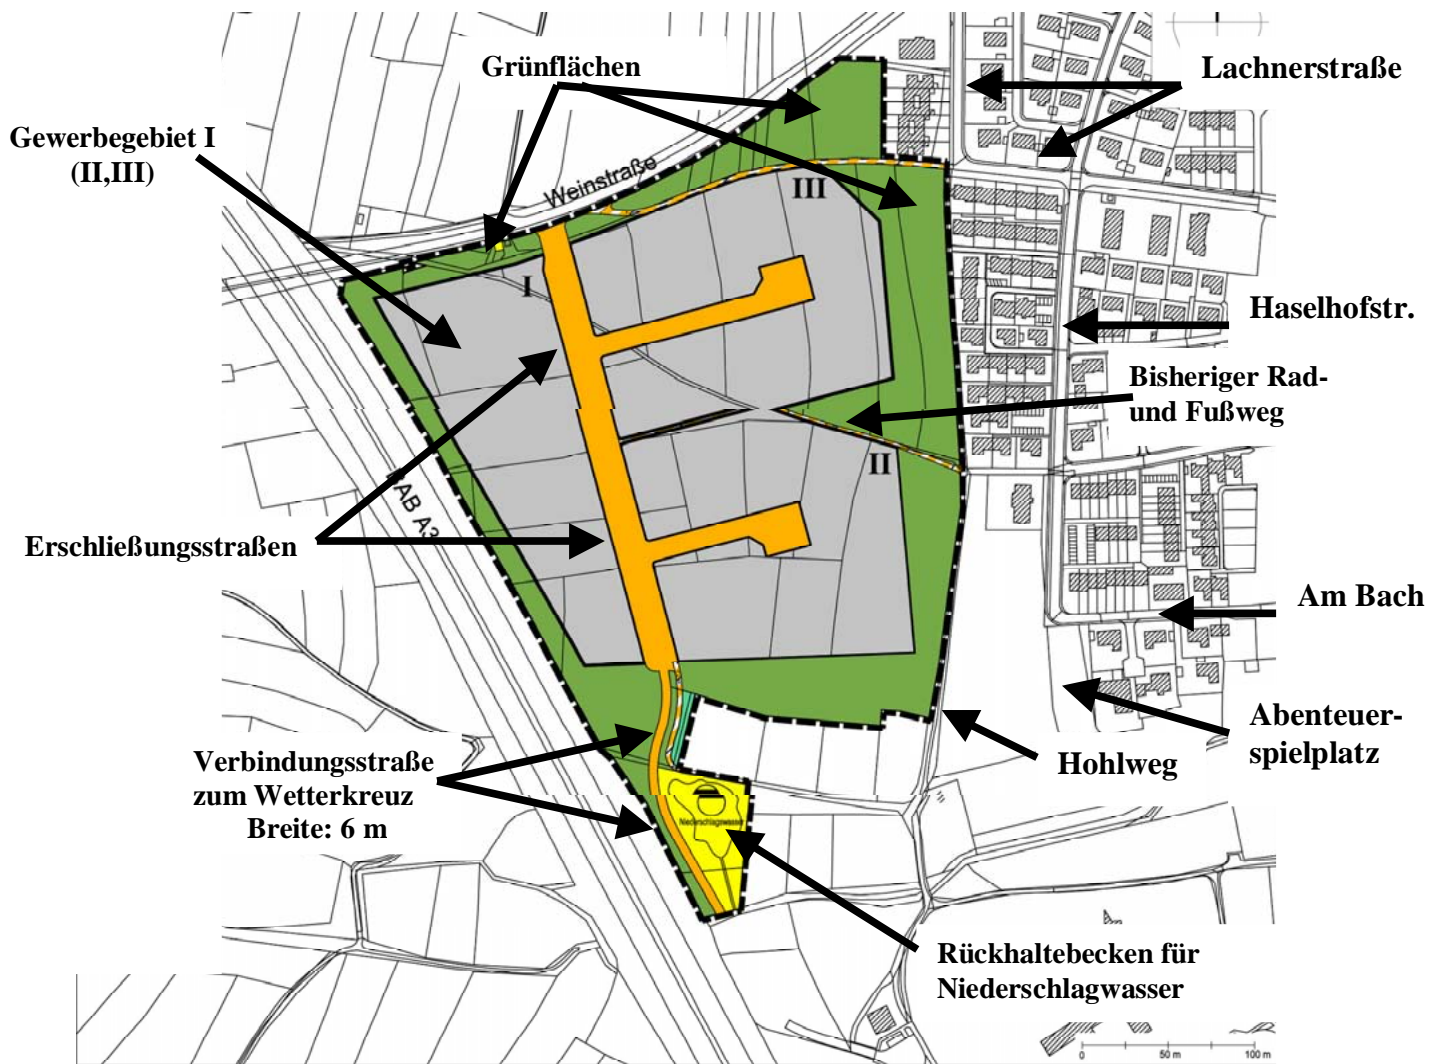 Grünflächen
Lachnerstraße
Gewerbegebiet I
(II,III)
Weinstraße
III
I
Haselhofstr.
Bisheriger Rad-
und Fußweg
II
AB A3
Erschließungsstraßen
Am Bach
Abenteuer-
spielplatz
Hohlweg
Verbindungsstraße
zum Wetterkreuz
Breite: 6 m
Niederschlagswasser
Rückhaltebecken für
Niederschlagwasser
0 50 m 100 m